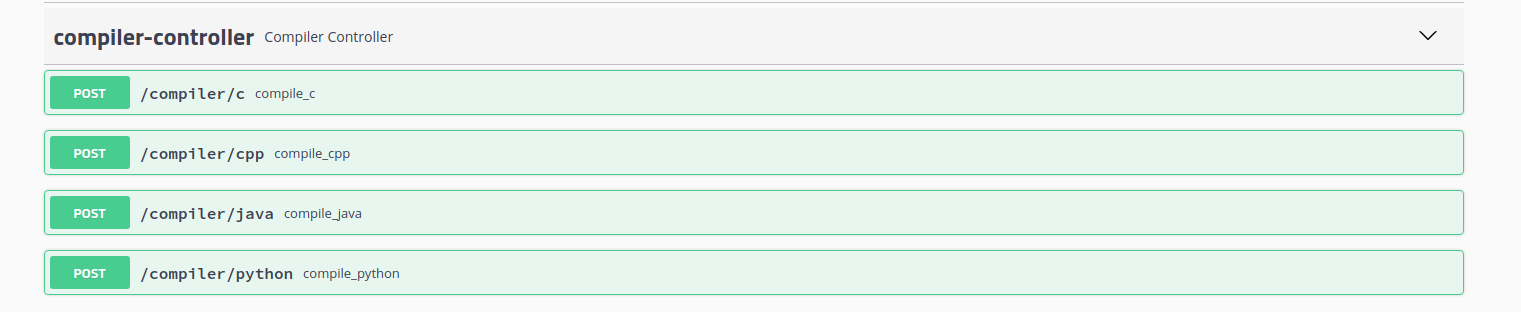 compiler-controller Compiler Controller
POST /compiler/c compile_c
POST /compiler/cpp compile_cpp
POST /compiler/java compile_java
POST /compiler/python compile_python